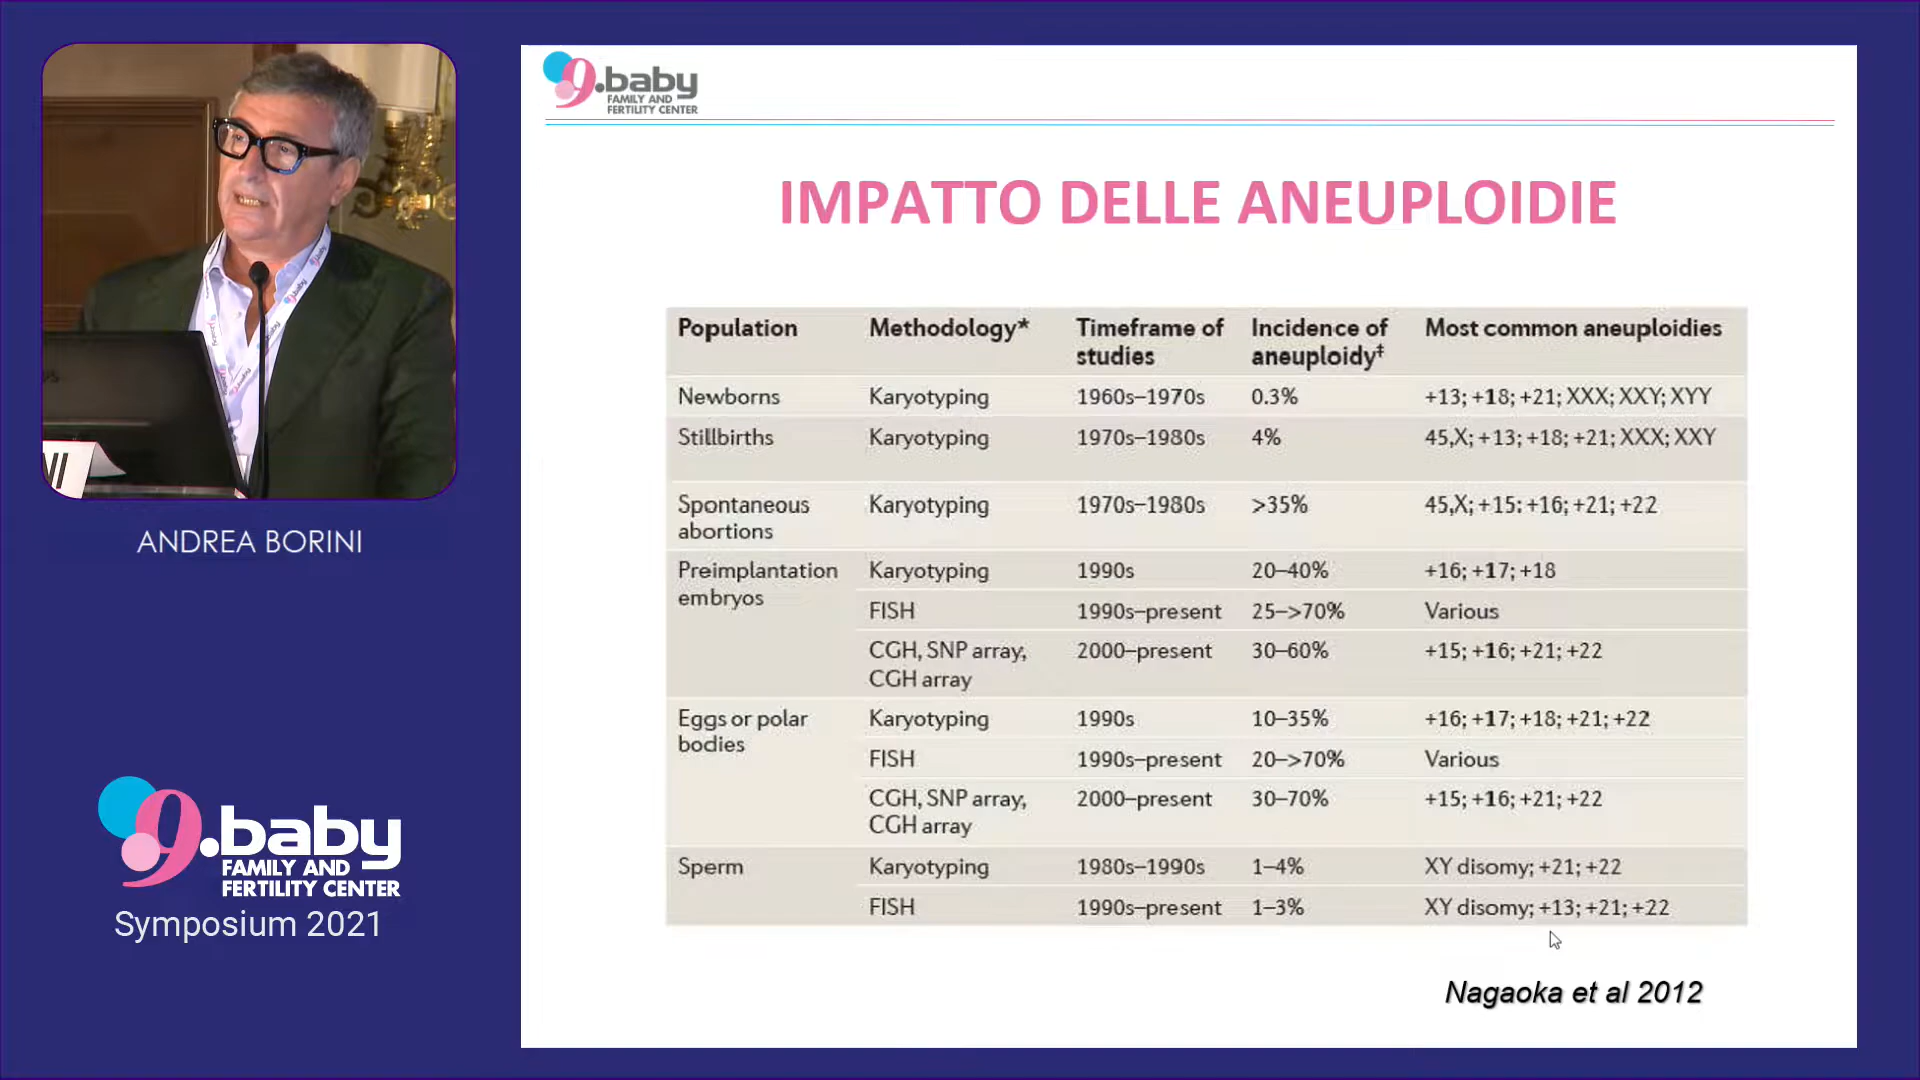 9.baby
FAMILY AND
FERTILITY CENTER
IMPATTO DELLE ANEUPLOIDIE
Population Methodology* Timeframe of studies Incidence of aneuploidy‡ Most common aneuploidies
Newborns Karyotyping 1960s–1970s 0.3% +13; +18; +21; XXX; XXY; XYY
Stillbirths Karyotyping 1970s–1980s 4% 45,X; +13; +18; +21; XXX; XXY
Spontaneous abortions Karyotyping 1970s–1980s >35% 45,X; +15: +16; +21; +22
Preimplantation embryos Karyotyping 1990s 20–40% +16; +17; +18
FISH 1990s–present 25–>70% Various
CGH, SNP array, CGH array 2000–present 30–60% +15; +16; +21; +22
Eggs or polar bodies Karyotyping 1990s 10–35% +16; +17; +18; +21; +22
FISH 1990s–present 20–>70% Various
CGH, SNP array, CGH array 2000–present 30–70% +15; +16; +21; +22
Sperm Karyotyping 1980s–1990s 1–4% XY disomy; +21; +22
FISH 1990s–present 1–3% XY disomy; +13; +21; +22
Nagaoka et al 2012
ANDREA BORINI
9.baby
FAMILY AND
FERTILITY CENTER
Symposium 2021